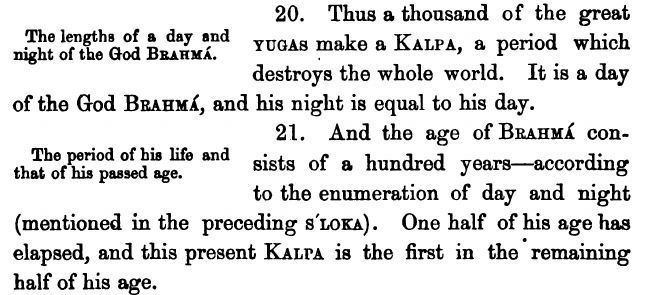 20. Thus a thousand of the great
The lengths of a day and
night of the God BRAHMÁ.
YUGAS make a KALPA, a period which
destroys the whole world. It is a day
of the God BRAHMÁ, and his night is equal to his day.
21. And the age of BRAHMÁ con-
The period of his life and
that of his passed age.
sists of a hundred years—according
to the enumeration of day and night
(mentioned in the preceding S'LOKA). One half of his age has
elapsed, and this present KALPA is the first in the remaining
half of his age.